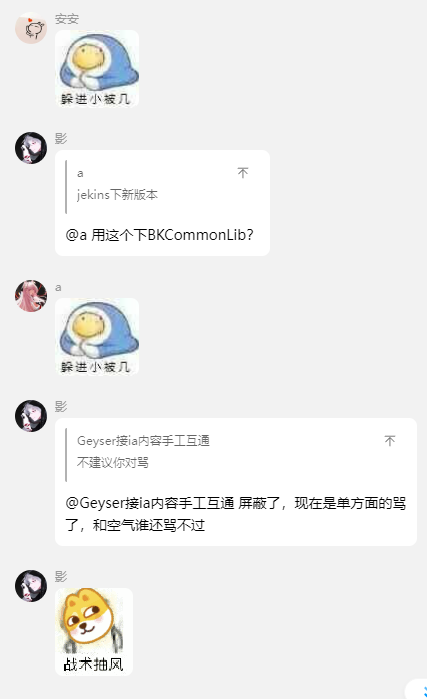 安安
躲进小被几
影
a
jekins下新版本
@a 用这个下BKCommonLib?
a
躲进小被几
影
Geyser接ia内容手工互通
不建议你对骂
@Geyser接ia内容手工互通 屏蔽了，现在是单方面的骂
了，和空气谁还骂不过
影
战术抽风